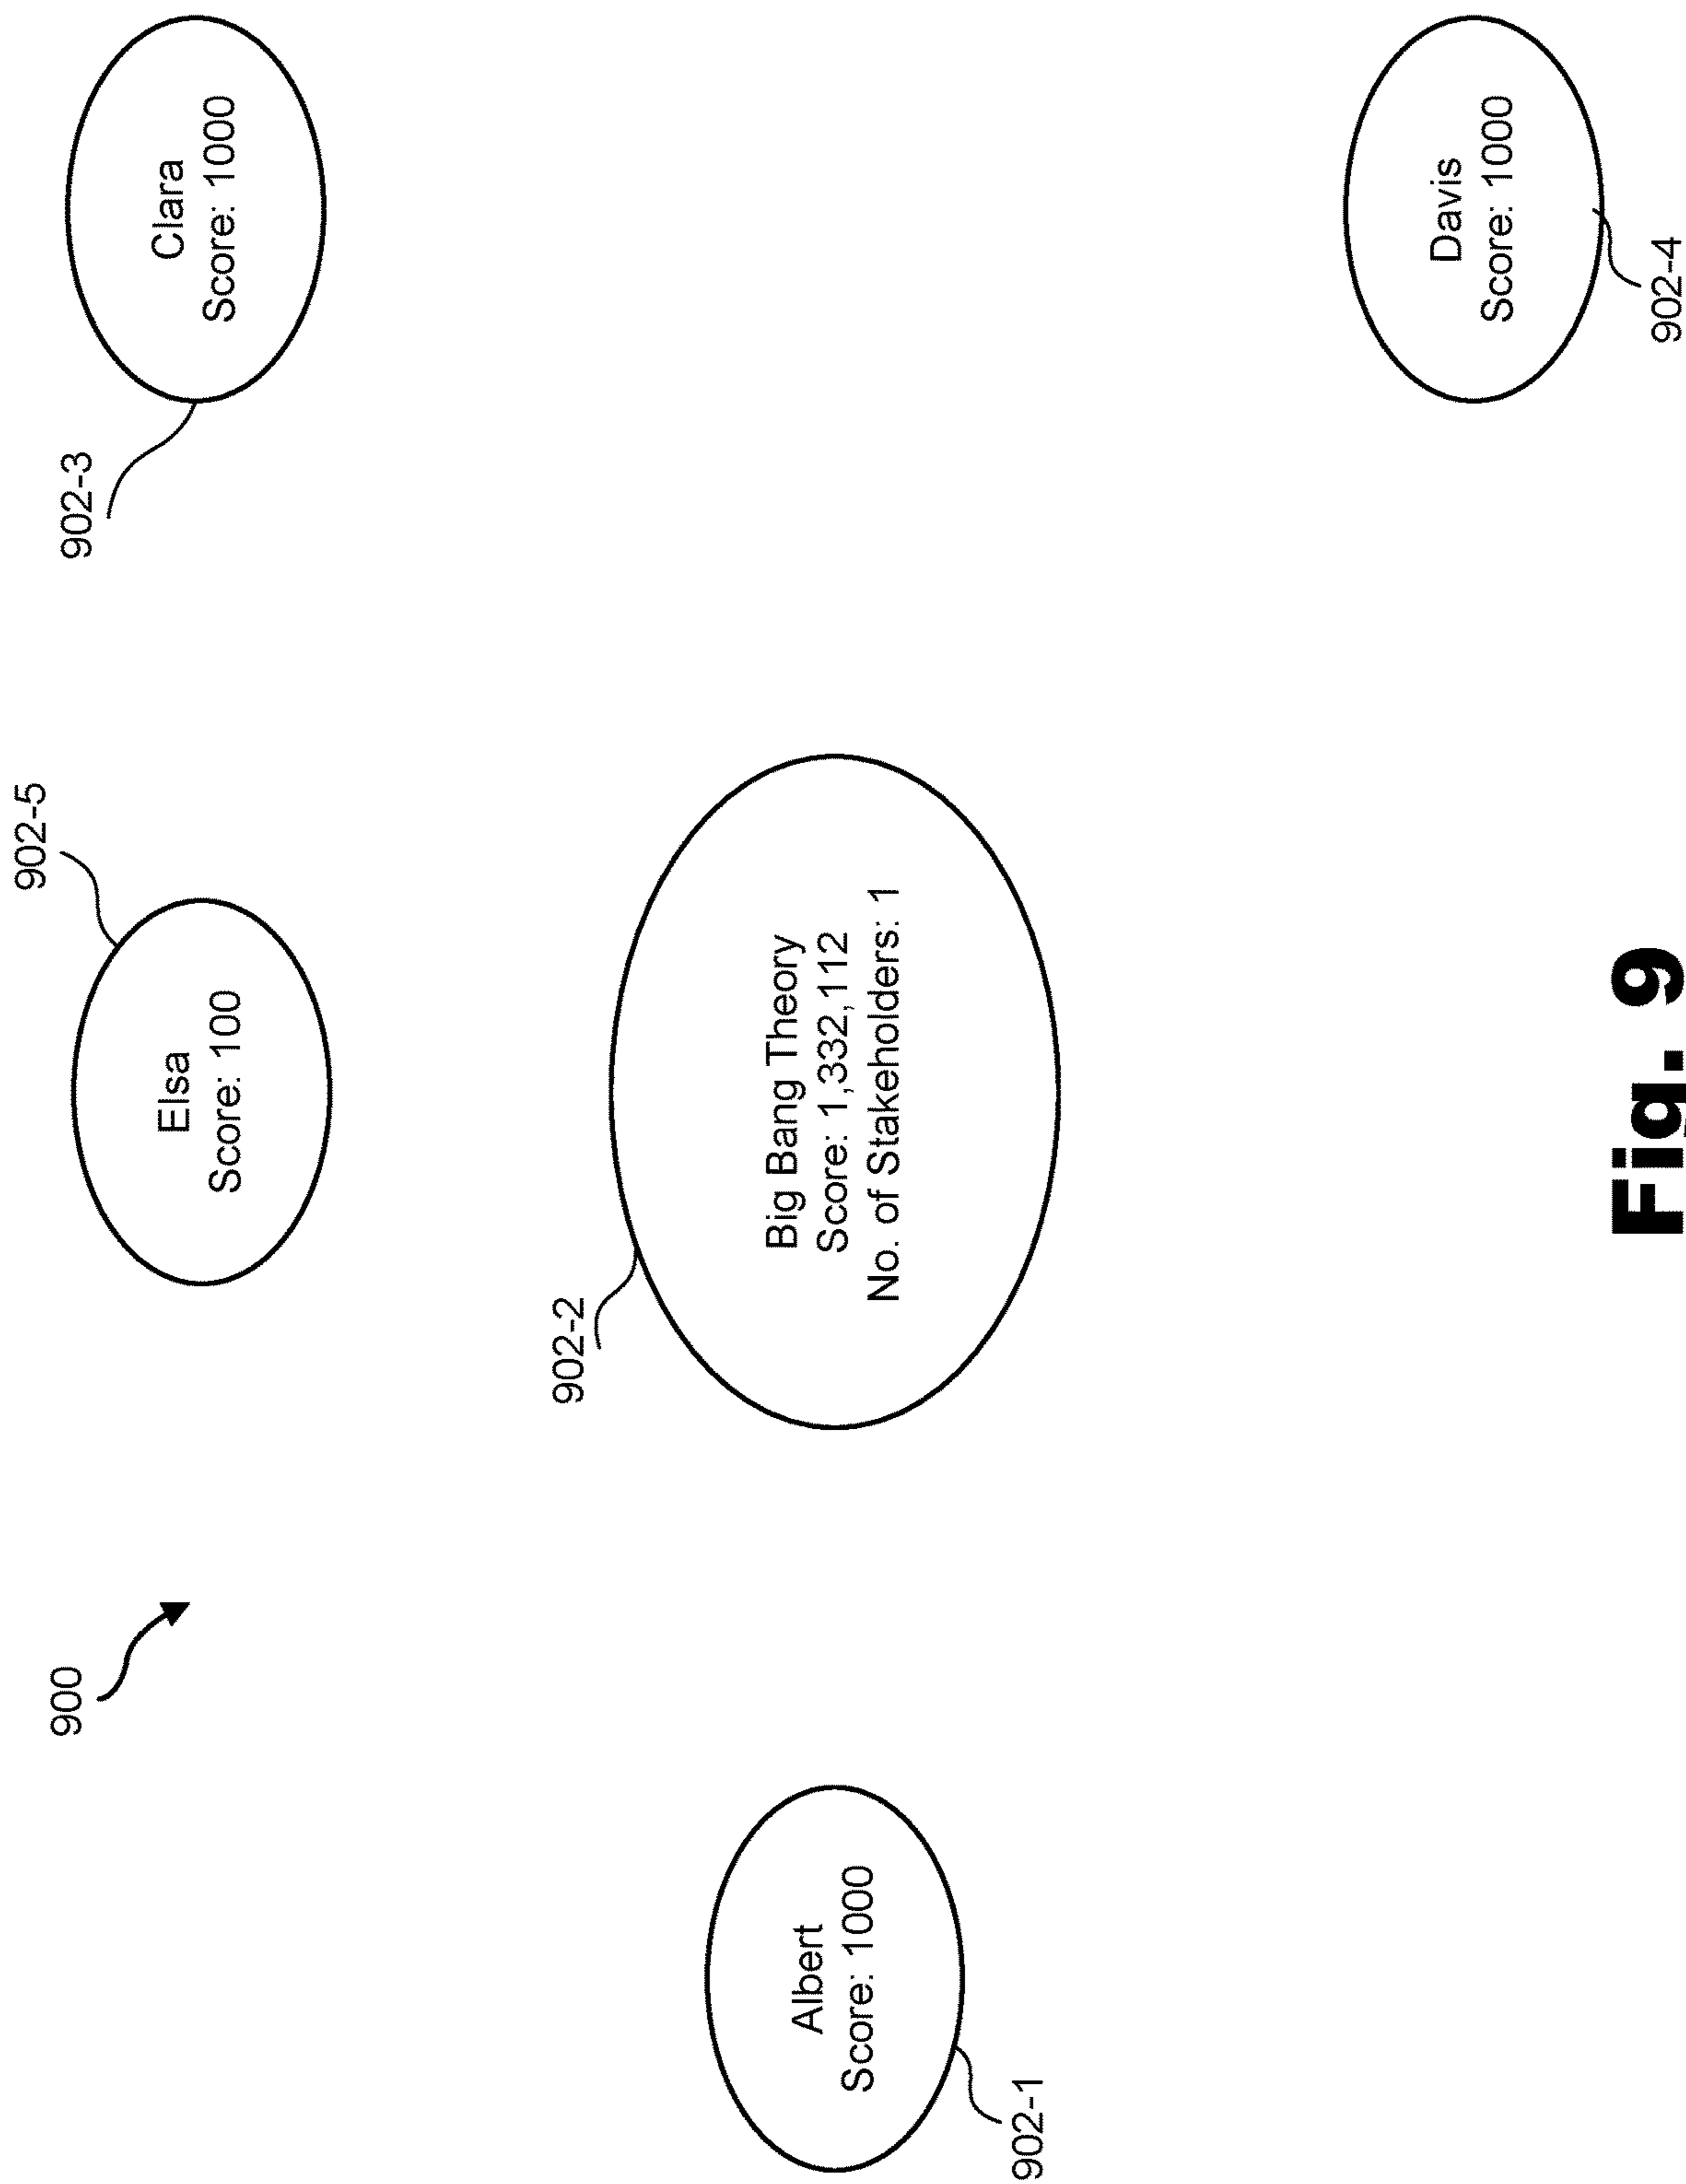 900
902-5
902-3
Elsa
Score: 100
Clara
Score: 1000
902-2
Big Bang Theory
Score: 1,332,112
No. of Stakeholders: 1
Albert
Score: 1000
902-1
Davis
Score: 1000
902-4
Fig. 9